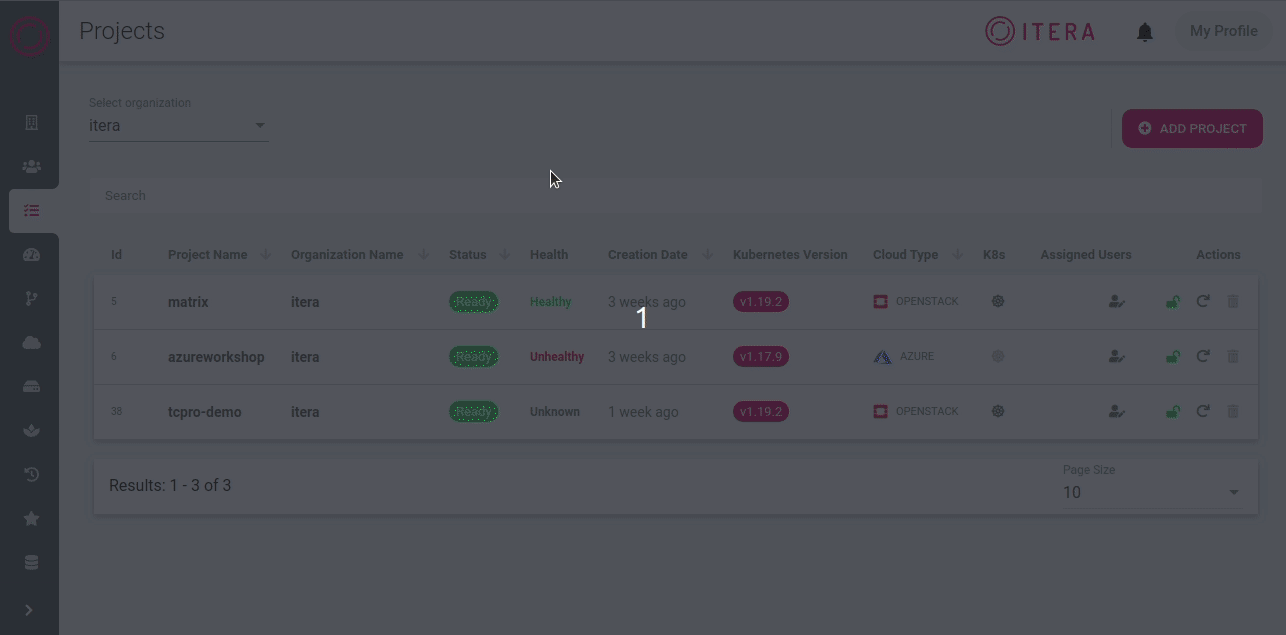 Projects
ITERA
My Profile
Select organization
itera
ADD PROJECT
Search
Id Project Name Organization Name Status Health Creation Date Kubernetes Version Cloud Type K8s Assigned Users Actions
5 matrix itera Ready Healthy 3 weeks ago v1.19.2 OPENSTACK
1
6 azureworkshop itera Ready Unhealthy 3 weeks ago v1.17.9 AZURE
38 tcpro-demo itera Ready Unknown 1 week ago v1.19.2 OPENSTACK
Results: 1 - 3 of 3
Page Size
10